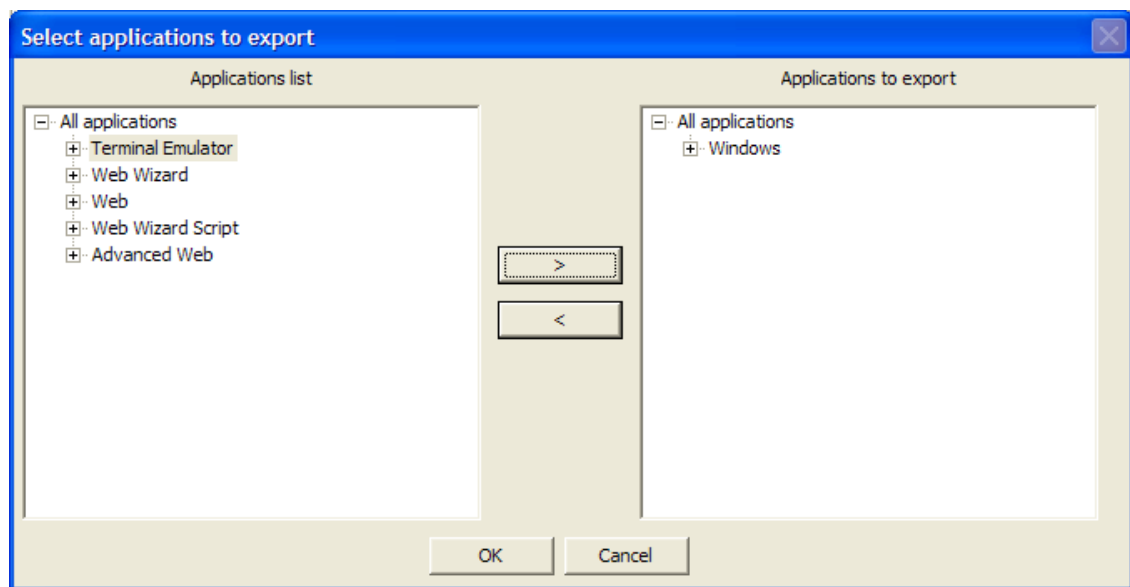 Select applications to export
Applications list
Applications to export
All applications
Terminal Emulator
Web Wizard
Web
Web Wizard Script
Advanced Web
>
<
All applications
Windows
OK
Cancel